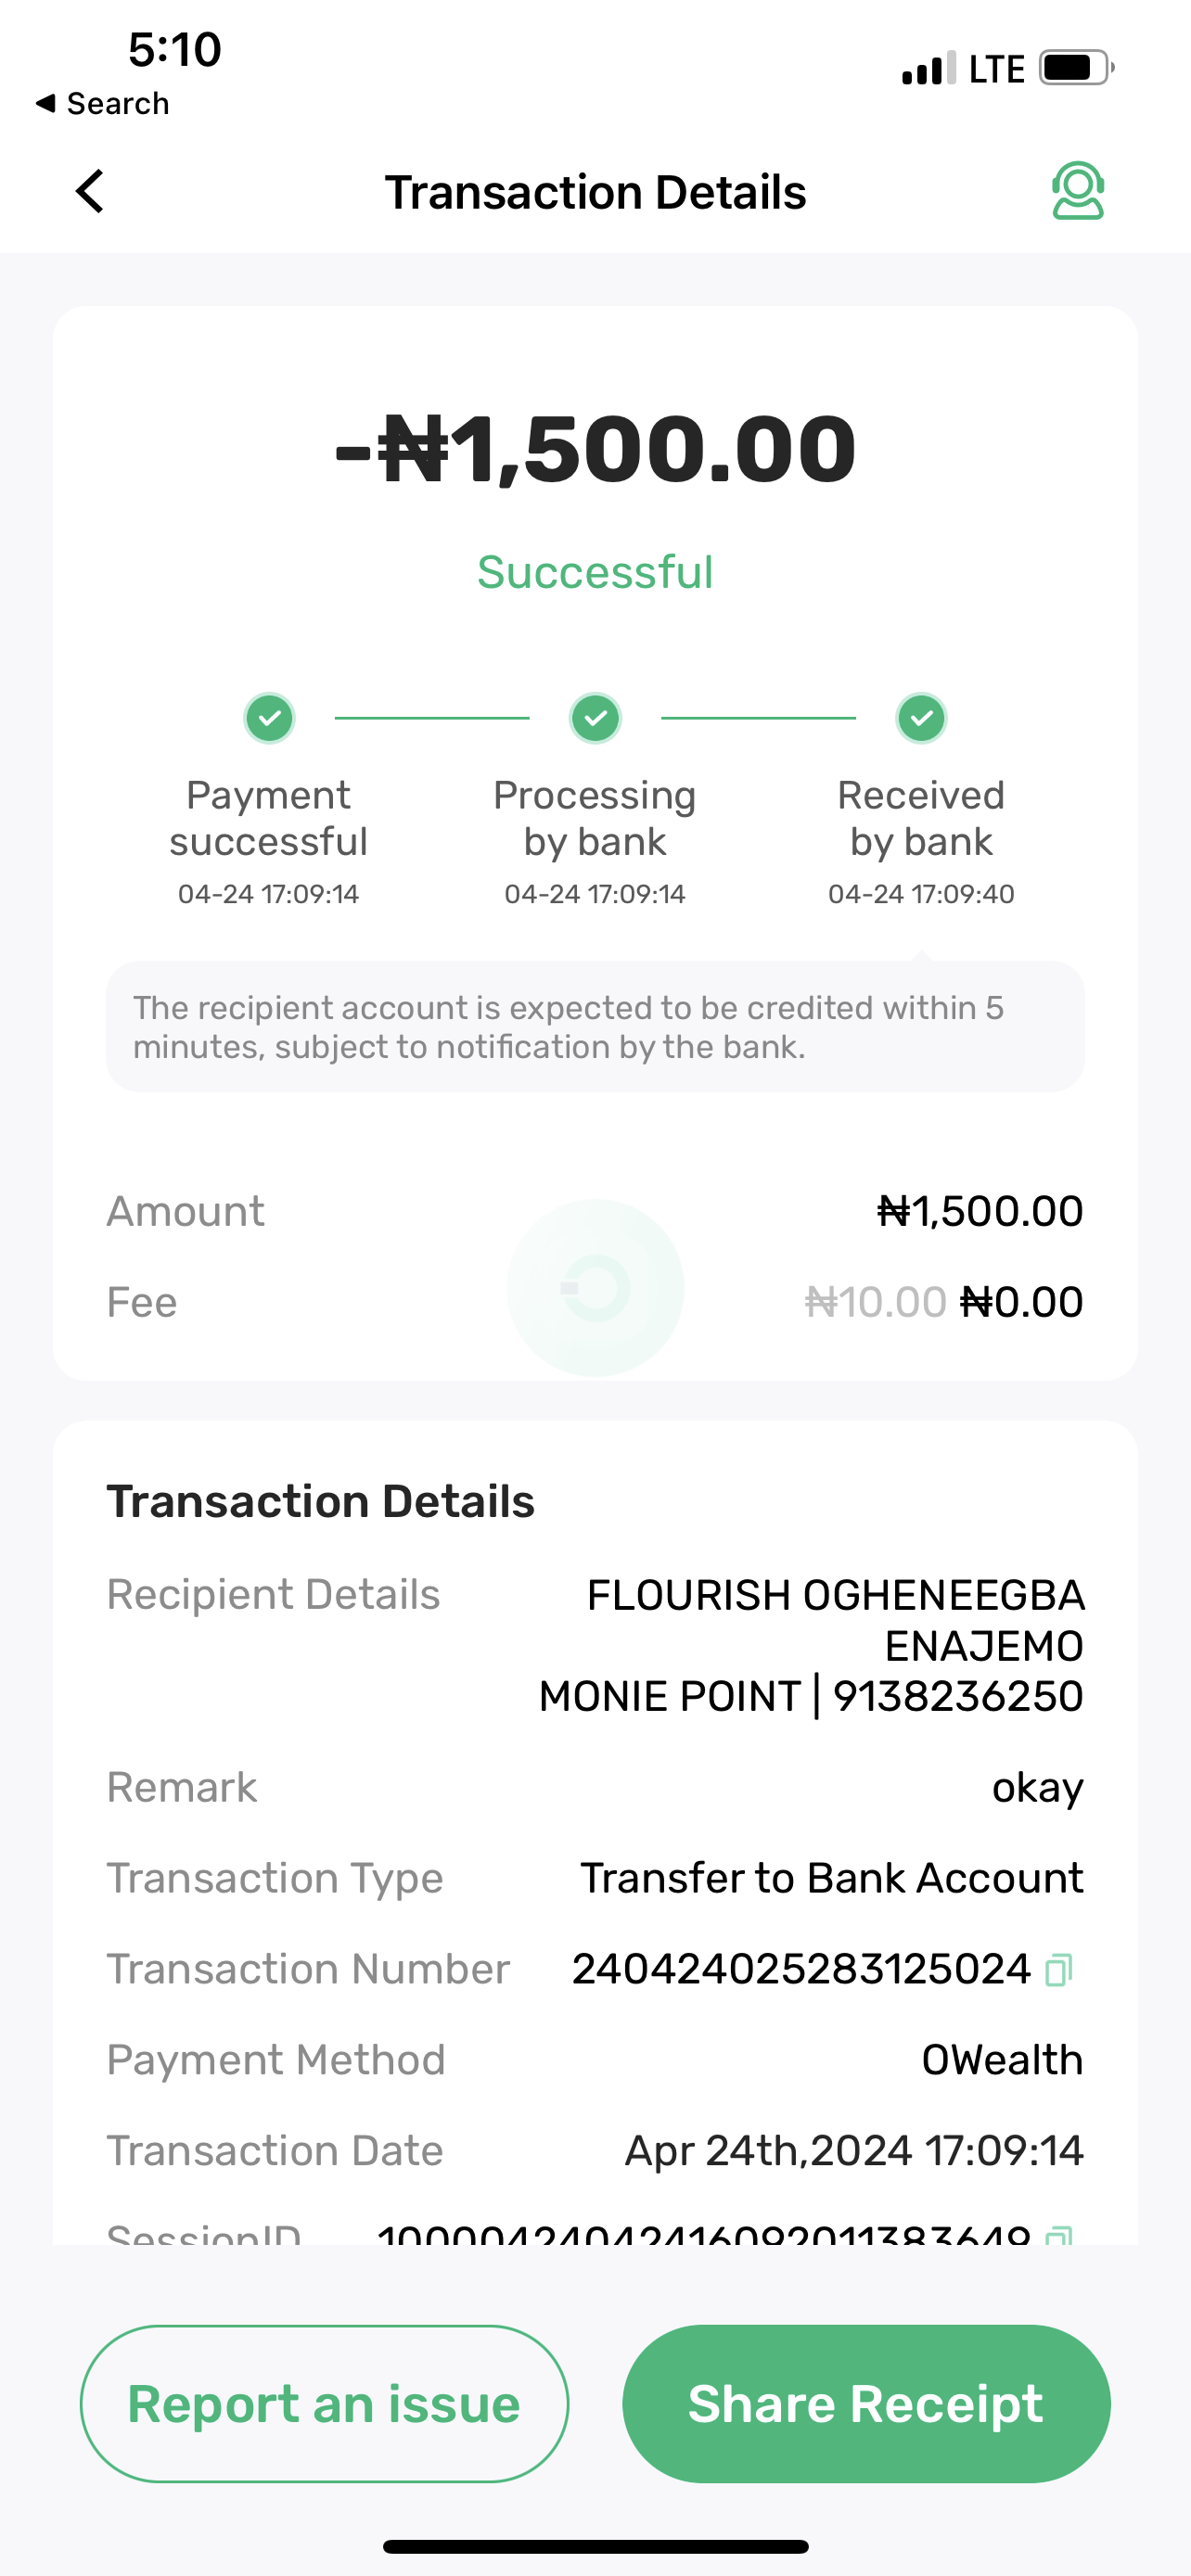 5:10
LTE
◀ Search
Transaction Details
-₦1,500.00
Successful
Payment successful
04-24 17:09:14
Processing by bank
04-24 17:09:14
Received by bank
04-24 17:09:40
The recipient account is expected to be credited within 5
minutes, subject to notification by the bank.
Amount ₦1,500.00
Fee ₦10.00 ₦0.00
Transaction Details
Recipient Details FLOURISH OGHENEEGBA
ENAJEMO
MONIE POINT | 9138236250
Remark okay
Transaction Type Transfer to Bank Account
Transaction Number 240424025283125024
Payment Method OWealth
Transaction Date Apr 24th,2024 17:09:14
SessionID 100004240424160920113836​49
Report an issue
Share Receipt